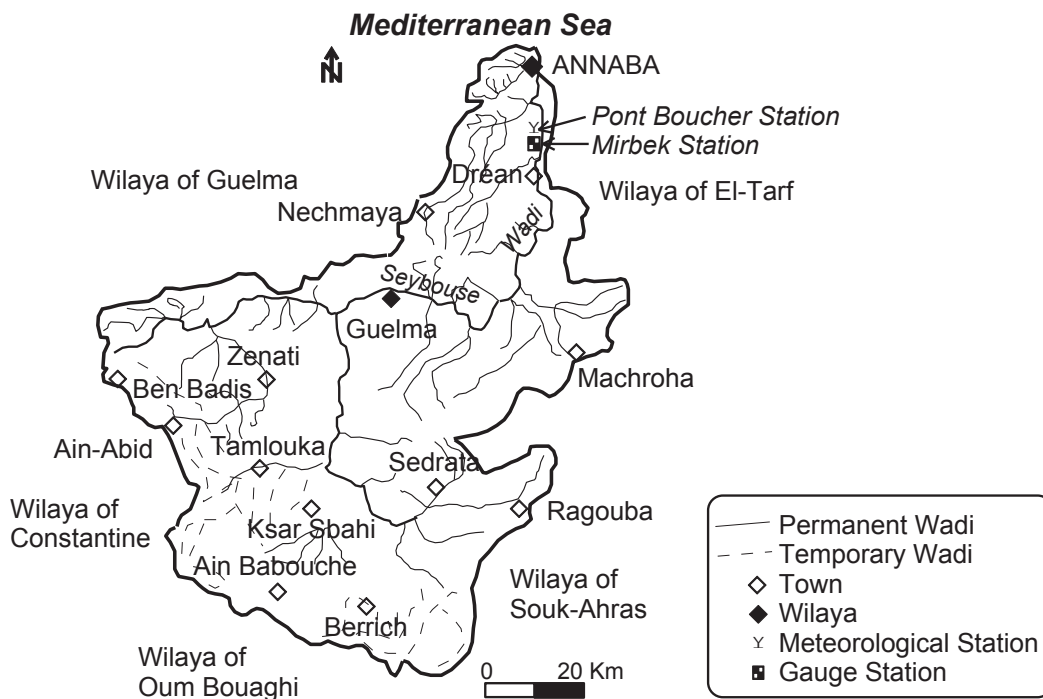 Mediterranean Sea
N
ANNABA
Pont Boucher Station
Mirbek Station
Dréan
Wilaya of Guelma
Wilaya of El-Tarf
Nechmaya
Wadi
Seybouse
Guelma
Zenati
Machroha
Ben Badis
Ain-Abid
Tamlouka
Sedrata
Wilaya of
Constantine
Ragouba
Ksar Sbahi
Ain Babouche
Wilaya of
Souk-Ahras
Berrich
Wilaya of
Oum Bouaghi
0 20 Km
Permanent Wadi
Temporary Wadi
Town
Wilaya
Meteorological Station
Gauge Station